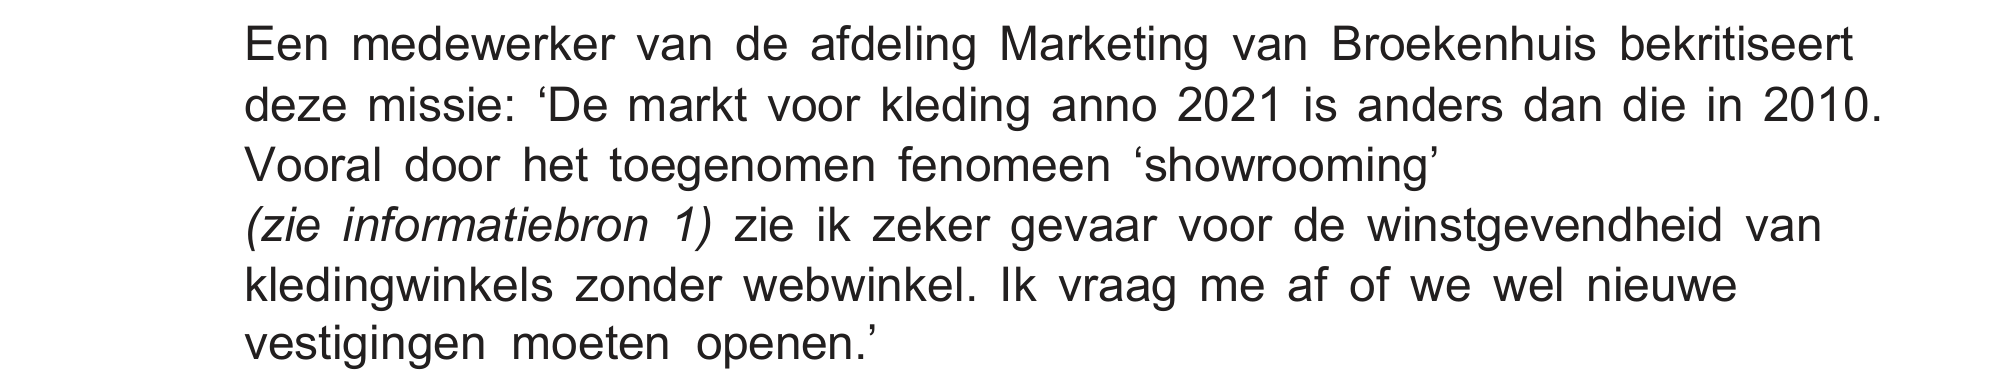 Een medewerker van de afdeling Marketing van Broekenhuis bekritiseert
deze missie: ‘De markt voor kleding anno 2021 is anders dan die in 2010.
Vooral door het toegenomen fenomeen ‘showrooming’
(zie informatiebron 1) zie ik zeker gevaar voor de winstgevendheid van
kledingwinkels zonder webwinkel. Ik vraag me af of we wel nieuwe
vestigingen moeten openen.’